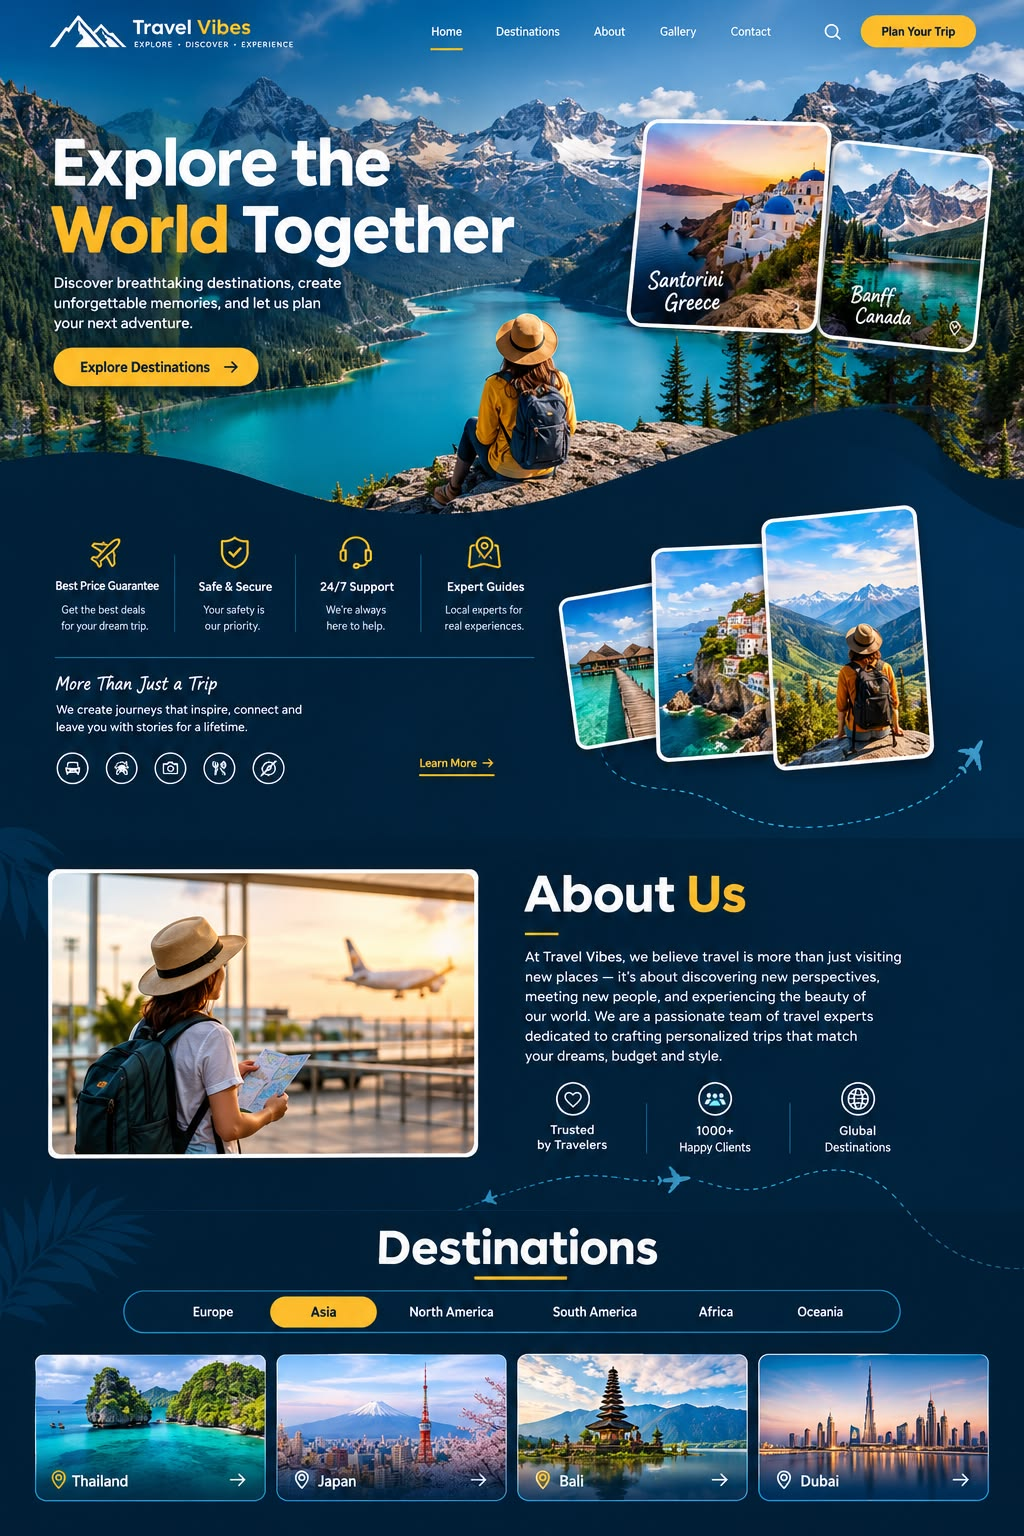 Travel Vibes
EXPLORE • DISCOVER • EXPERIENCE
Home
Destinations
About
Gallery
Contact
Plan Your Trip
Explore the
World Together
Discover breathtaking destinations, create
unforgettable memories, and let us plan
your next adventure.
Explore Destinations
Santorini
Greece
Banff
Canada
Best Price Guarantee
Get the best deals
for your dream trip.
Safe & Secure
Your safety is
our priority.
24/7 Support
We're always
here to help.
Expert Guides
Local experts for
real experiences.
More Than Just a Trip
We create journeys that inspire, connect and
leave you with stories for a lifetime.
Learn More
About Us
At Travel Vibes, we believe travel is more than just visiting
new places — it's about discovering new perspectives,
meeting new people, and experiencing the beauty of
our world. We are a passionate team of travel experts
dedicated to crafting personalized trips that match
your dreams, budget and style.
Trusted
by Travelers
1000+
Happy Clients
Glubal
Destinations
Destinations
Europe
Asia
North America
South America
Africa
Oceania
Thailand
Japan
Bali
Dubai